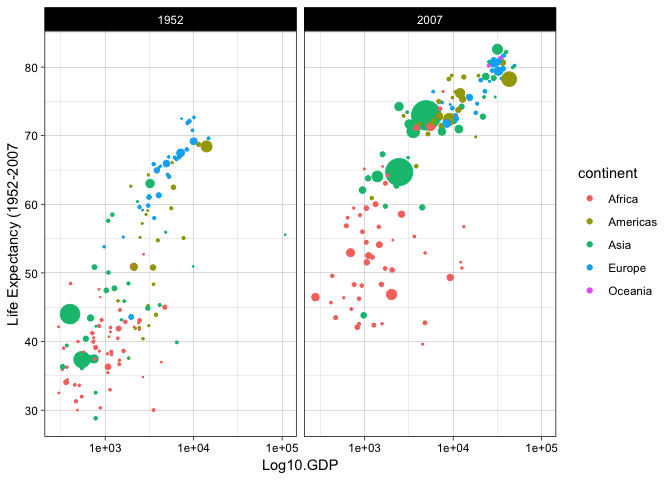 1952
2007
80
70
60
50
40
30
Life Expectancy (1952-2007
1e+03
1e+04
1e+05
1e+03
1e+04
1e+05
Log10.GDP
continent
Africa
Americas
Asia
Europe
Oceania